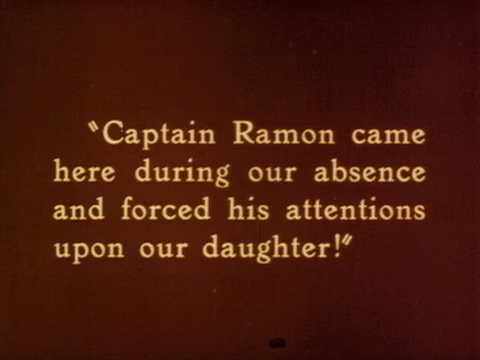 "Captain Ramon came
here during our absence
and forced his attentions
upon our daughter!"